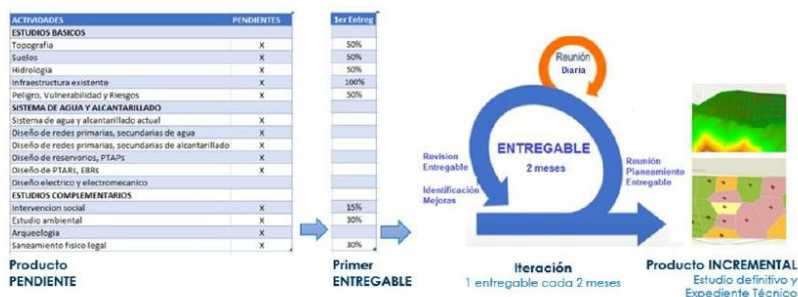 ACTIVIDADES PENDIENTES
ESTUDIOS BASICOS
Topografia X
Suelos X
Hidrologia X
Infraestructura existente X
Peligro, Vulnerabilidad y Riesgos X
SISTEMA DE AGUA Y ALCANTARILLADO
Sistema de agua y alcantarillado actual X
Diseño de redes primarias, secundarias de agua X
Diseño de redes primarias, secundarias de alcantarillado X
Diseño de reservorios, PTAPs X
Diseño de PTARs, EBRs X
Diseño electrico y electromecanico
ESTUDIOS COMPLEMENTARIOS
Intervencion social X
Estudio ambiental X
Arqueologia X
Saneamiento fisico legal X
Producto
PENDIENTE
1er Entreg
50%
50%
50%
100%
50%
15%
30%
30%
Primer
ENTREGABLE
Reunión
Diaria
ENTREGABLE
2 meses
Revision
Entregable
Identificación
Mejoras
Reunión
Planeamiento
Entregable
Iteración
1 entregable cada 2 meses
Producto INCREMENTAL
Estudio definitivo y
Expediente Técnico